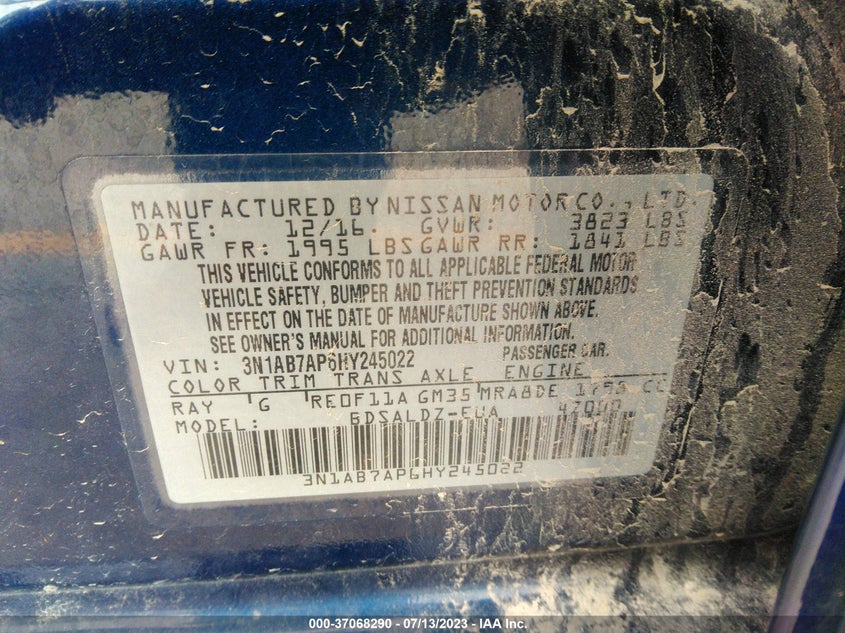 MANUFACTURED BY NISSAN MOTOR CO., LTD.
DATE: 12/16. GVWR: 3823 LBS
GAWR FR: 1995 LBS GAWR RR: 1841 LBS
THIS VEHICLE CONFORMS TO ALL APPLICABLE FEDERAL MOTOR
VEHICLE SAFETY, BUMPER AND THEFT PREVENTION STANDARDS
IN EFFECT ON THE DATE OF MANUFACTURE SHOWN ABOVE.
SEE OWNER'S MANUAL FOR ADDITIONAL INFORMATION.
VIN: 3N1AB7AP6HY245022 PASSENGER CAR.
COLOR TRIM TRANS AXLE ENGINE
RAY G RE0F11A GM35 MRA8DE 1798 CC
MODEL: GDSALDZ-EUA
3N1AB7AP6HY245022
000-37068290 - 07/13/2023 - IAA Inc.